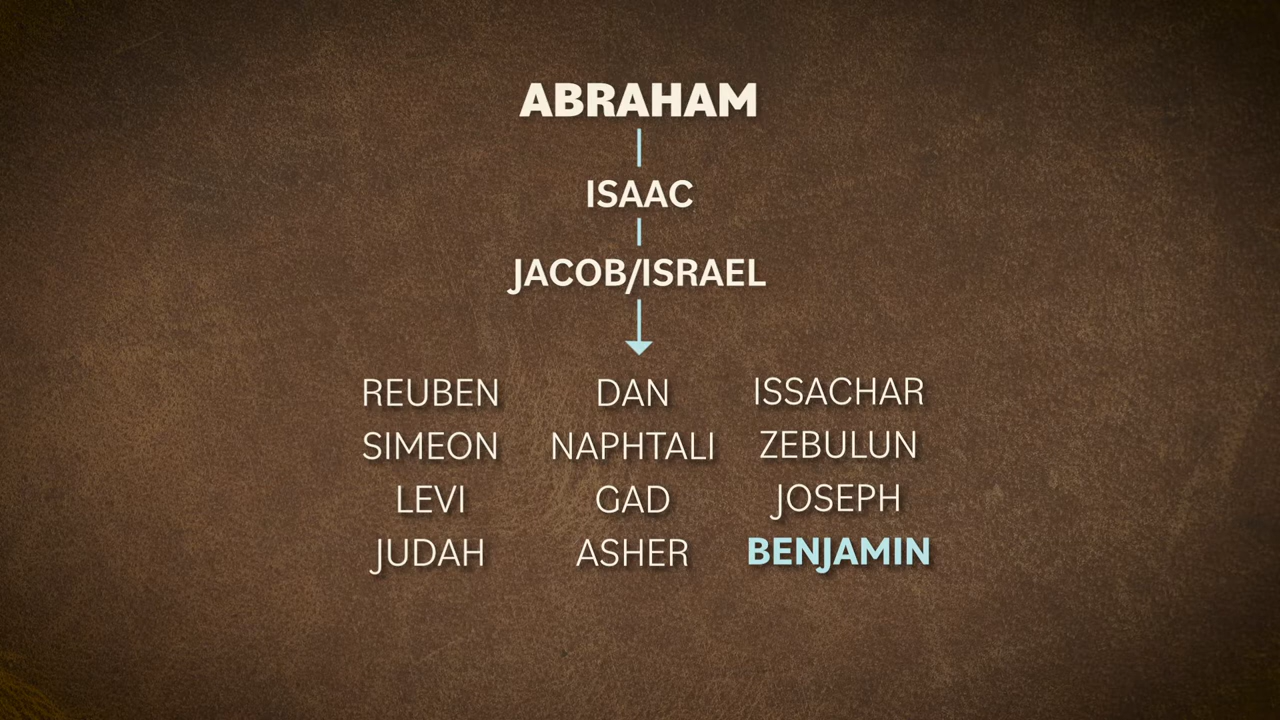 ABRAHAM
ISAAC
JACOB/ISRAEL
REUBEN DAN ISSACHAR
SIMEON NAPHTALI ZEBULUN
LEVI GAD JOSEPH
JUDAH ASHER BENJAMIN